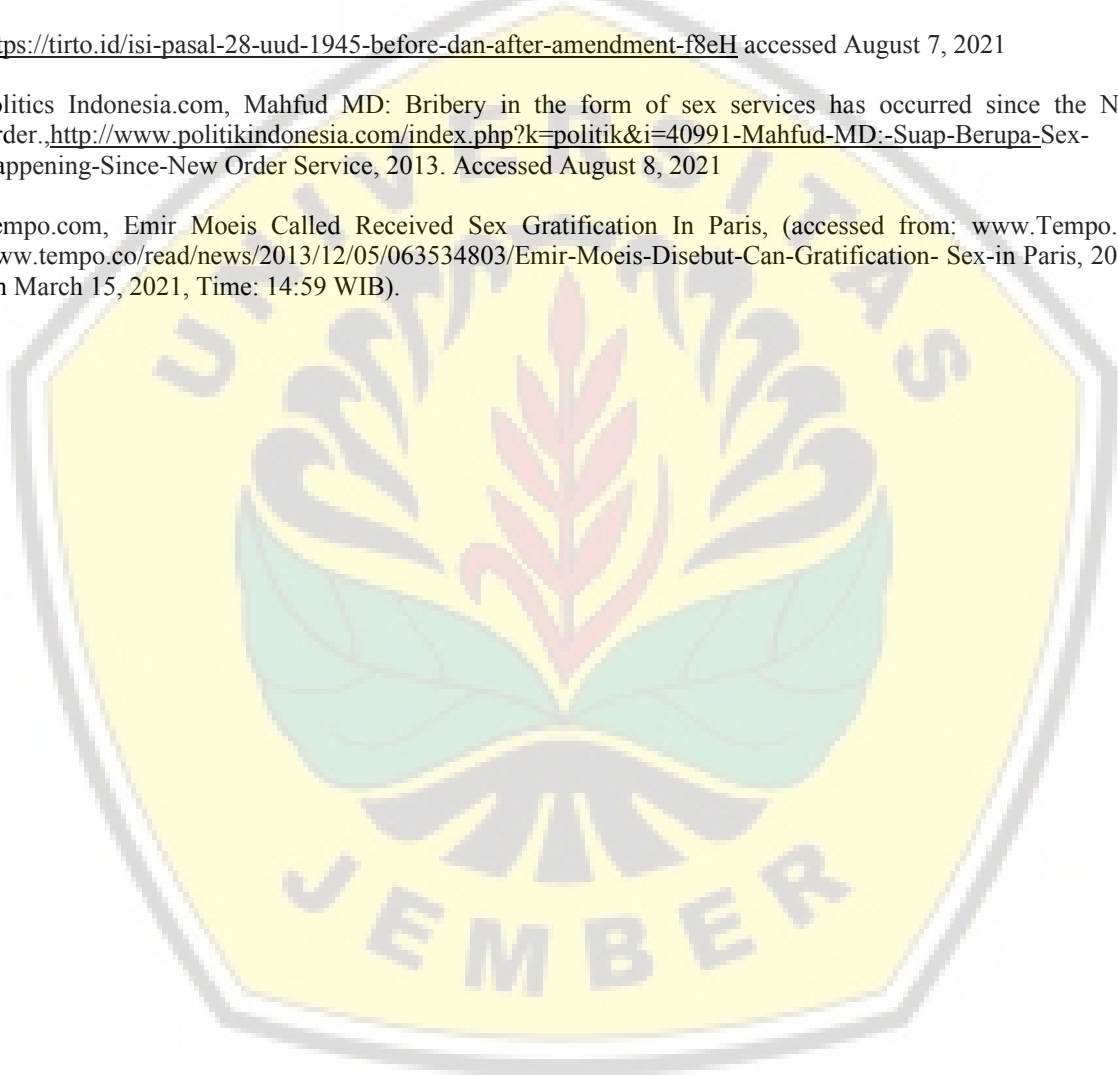 tps://tirto.id/isi-pasal-28-uud-1945-before-dan-after-amendment-f8eH accessed August 7, 2021
olitics Indonesia.com, Mahfud MD: Bribery in the form of sex services has occurred since the N
rder.,http://www.politikindonesia.com/index.php?k=politik&i=40991-Mahfud-MD:-Suap-Berupa-Sex-
appening-Since-New Order Service, 2013. Accessed August 8, 2021
empo.com, Emir Moeis Called Received Sex Gratification In Paris, (accessed from: www.Tempo.
ww.tempo.co/read/news/2013/12/05/063534803/Emir-Moeis-Disebut-Can-Gratification- Sex-in Paris, 20
n March 15, 2021, Time: 14:59 WIB).
UNIVERSITAS
JEMBER